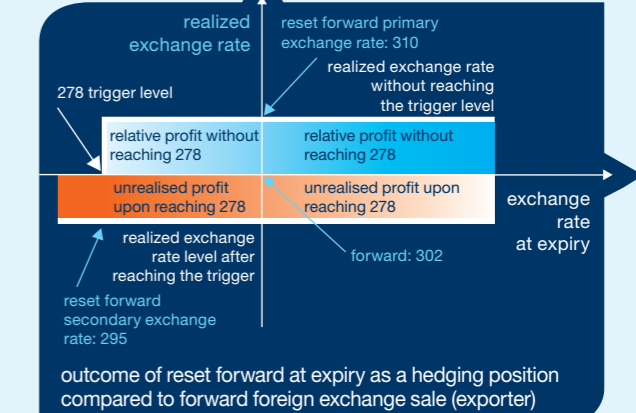 realized
exchange rate
reset forward primary
exchange rate: 310
realized exchange rate
without reaching
the trigger level
278 trigger level
relative profit without
reaching 278
relative profit without
reaching 278
unrealised profit
upon reaching 278
unrealised profit upon
reaching 278
exchange
rate
at expiry
realized exchange
rate level after
reaching the trigger
forward: 302
reset forward
secondary exchange
rate: 295
outcome of reset forward at expiry as a hedging position
compared to forward foreign exchange sale (exporter)